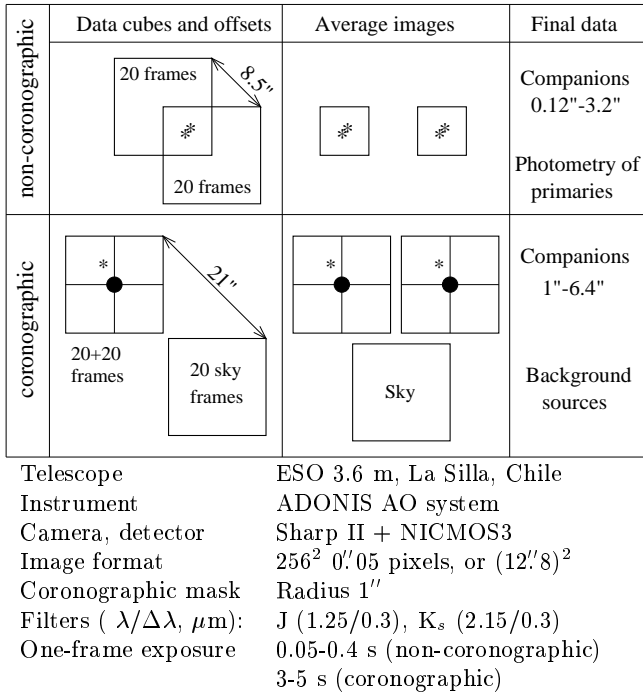 Data cubes and offsets Average images Final data
non-coronographic
20 frames
8.5"
20 frames
Companions
0.12"-3.2"
Photometry of
primaries
coronographic
21"
20+20
frames
20 sky
frames
Sky
Companions
1"-6.4"
Background
sources
Telescope ESO 3.6 m, La Silla, Chile
Instrument ADONIS AO system
Camera, detector Sharp II + NICMOS3
Image format 256² 0″.05 pixels, or (12″.8)²
Coronographic mask Radius 1″
Filters ( λ/Δλ, μm): J (1.25/0.3), Kₛ (2.15/0.3)
One-frame exposure 0.05-0.4 s (non-coronographic)
3-5 s (coronographic)